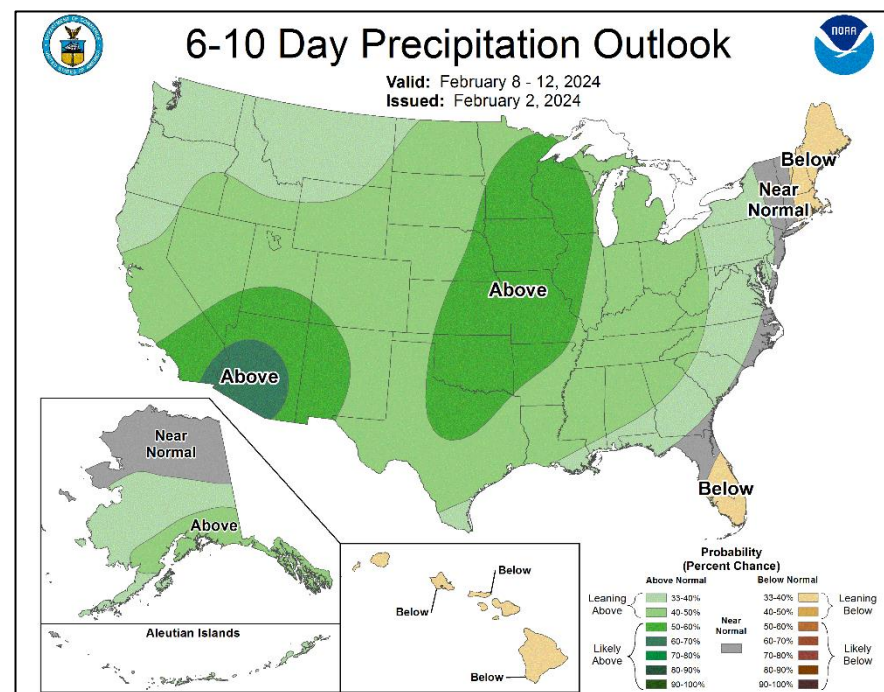 6-10 Day Precipitation Outlook
Valid: February 8 - 12, 2024
Issued: February 2, 2024
NOAA
Below
Near
Normal
Above
Above
Below
Near
Normal
Above
Aleutian Islands
Below
Below
Below
Probability
(Percent Chance)
Above Normal
Below Normal
Leaning
Above
33-40%
40-50%
Likely
Above
50-60%
60-70%
70-80%
80-90%
90-100%
Near
Normal
33-40%
40-50%
Leaning
Below
50-60%
60-70%
70-80%
80-90%
90-100%
Likely
Below